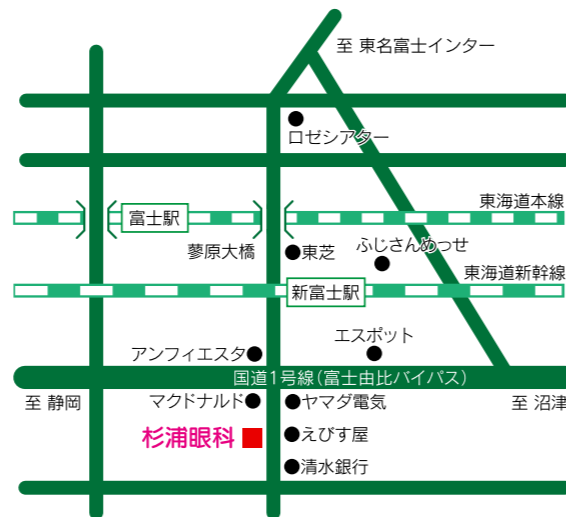 至 東名富士インター
ロゼシアター
東海道本線
富士駅
蓼原大橋
東芝
ふじさんめっせ
東海道新幹線
新富士駅
エスポット
アンフィエスタ
国道1号線(富士由比バイパス)
至 静岡
マクドナルド
ヤマダ電気
至 沼津
杉浦眼科
えびす屋
清水銀行